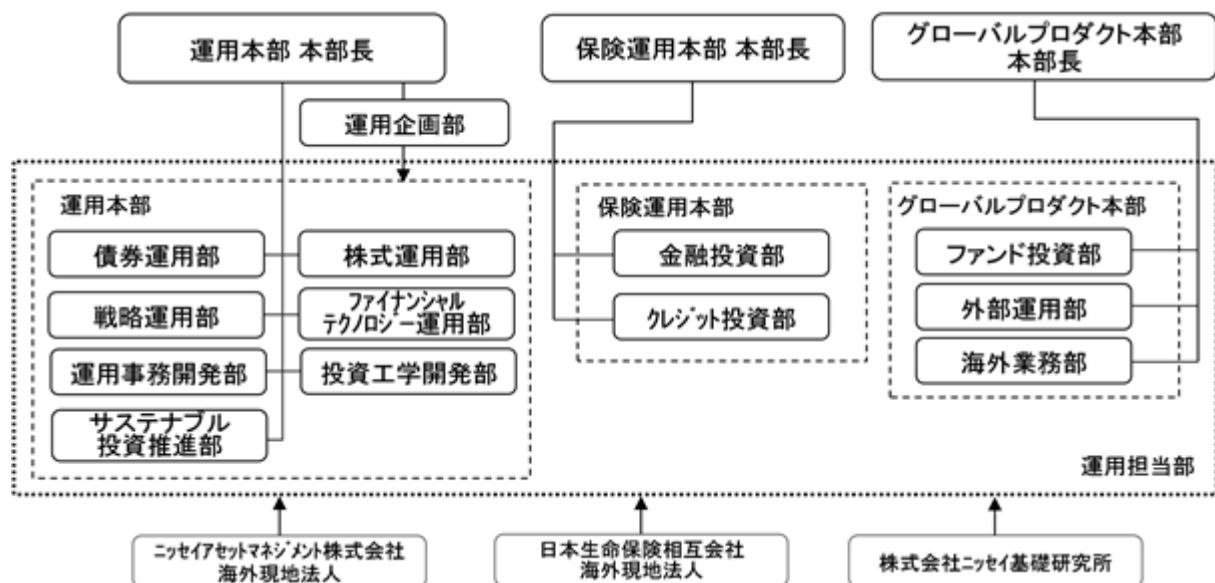 運用本部 本部長
保険運用本部 本部長
グローバルプロダクト本部
本部長
運用企画部
運用本部
債券運用部
株式運用部
戦略運用部
ファイナンシャル
テクノロジー運用部
運用事務開発部
投資工学開発部
サステナブル
投資推進部
保険運用本部
金融投資部
クレジット投資部
グローバルプロダクト本部
ファンド投資部
外部運用部
海外業務部
運用担当部
ニッセイアセットマネジメント株式会社
海外現地法人
日本生命保険相互会社
海外現地法人
株式会社ニッセイ基礎研究所